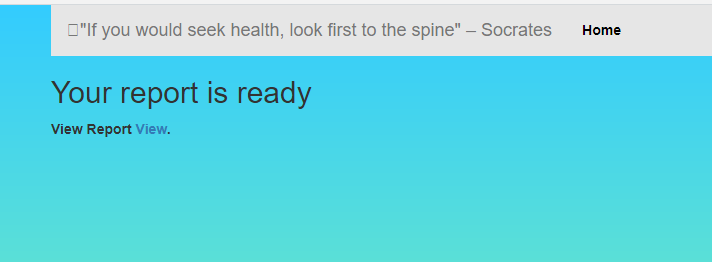 "If you would seek health, look first to the spine" – Socrates Home
Your report is ready
View Report View.